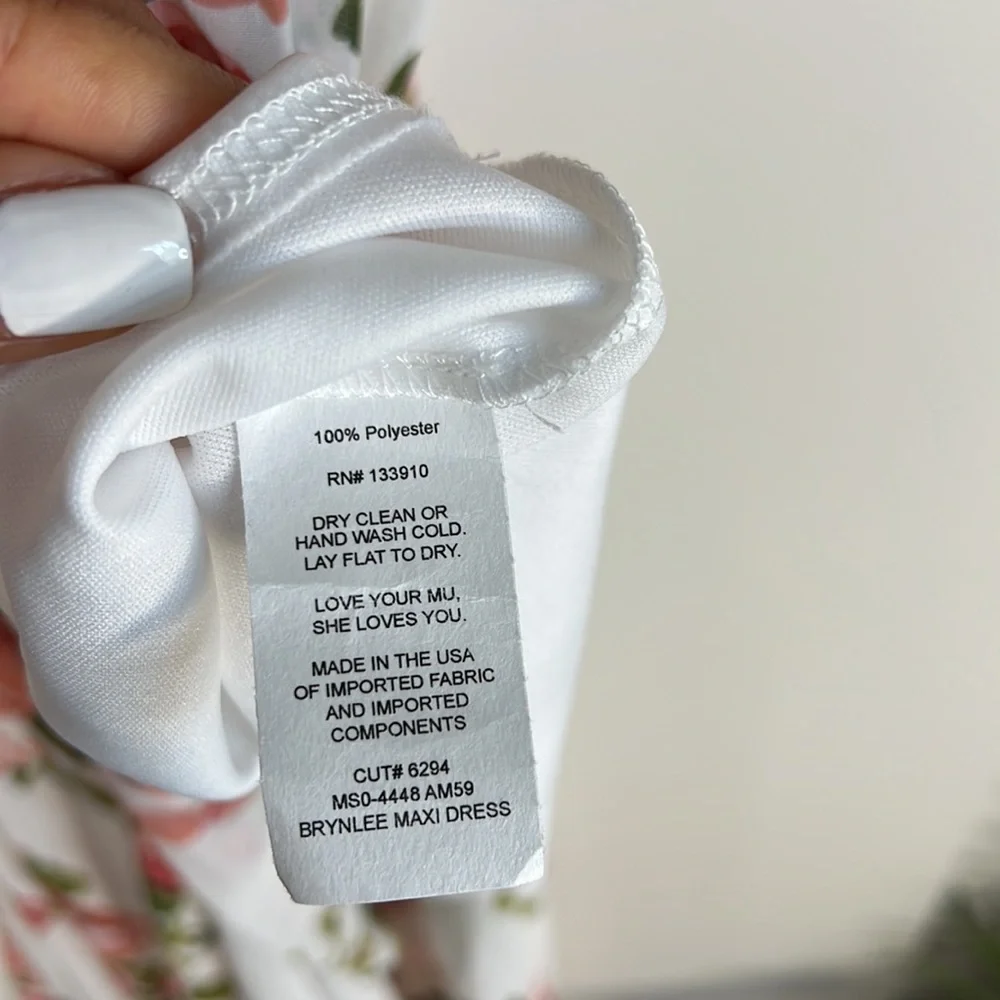 100% Polyester
RN# 133910
DRY CLEAN OR
HAND WASH COLD.
LAY FLAT TO DRY.
LOVE YOUR MU,
SHE LOVES YOU.
MADE IN THE USA
OF IMPORTED FABRIC
AND IMPORTED
COMPONENTS
CUT# 6294
MS0-4448 AM59
BRYNLEE MAXI DRESS